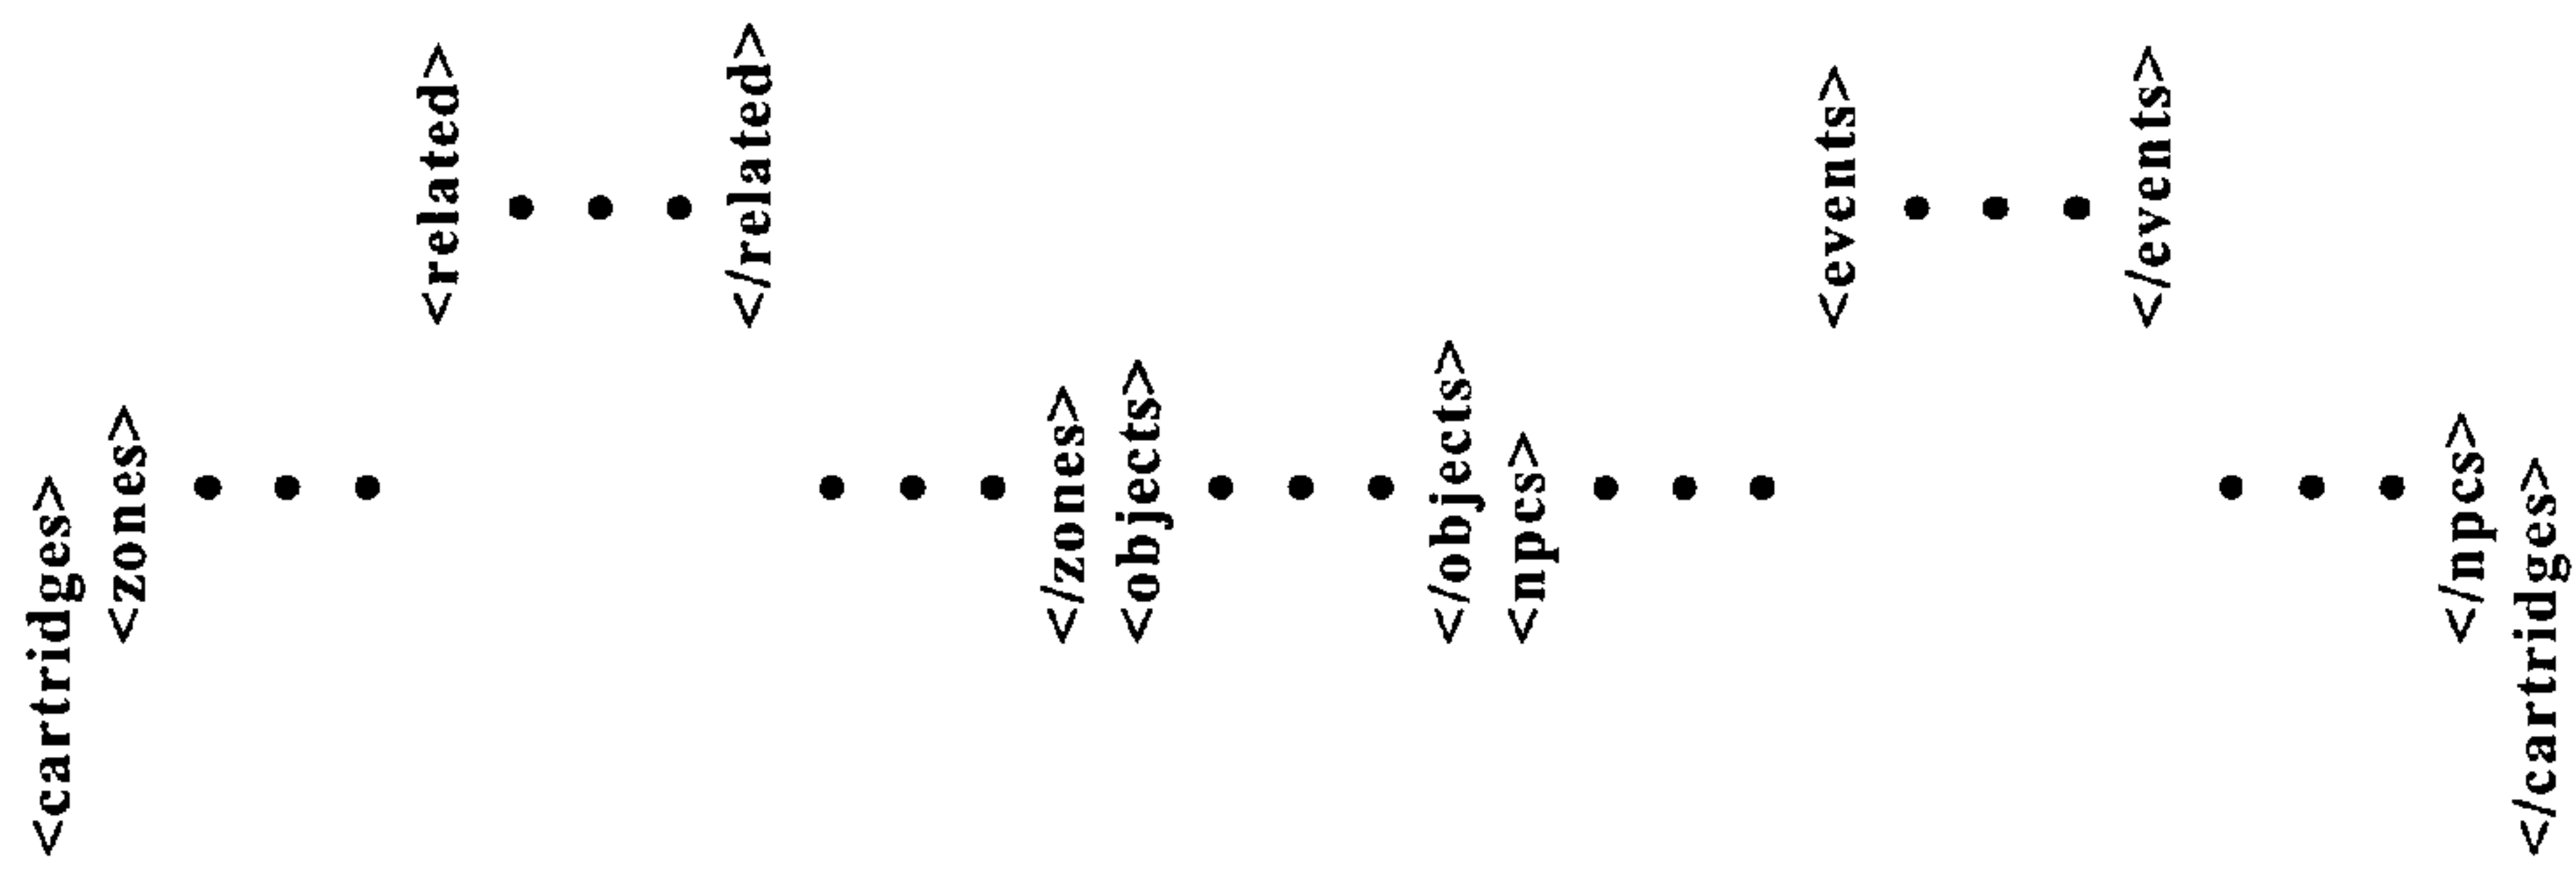 <cartridges>
<zones>
•
•
•
<related>
•
•
•
</related>
•
•
•
</zones>
<objects>
•
•
•
</objects>
<npcs>
•
•
•
<events>
•
•
•
</events>
•
•
•
</npcs>
</cartridges>